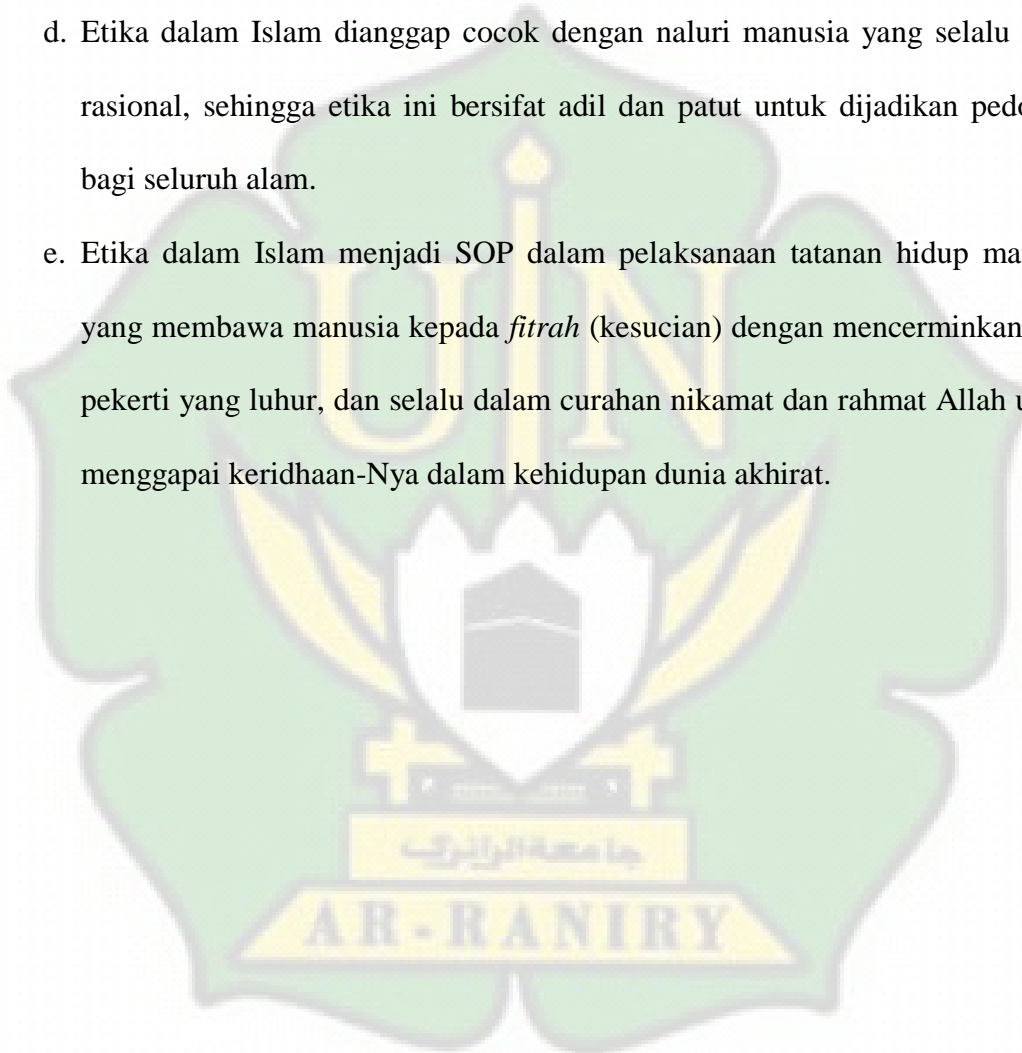 d. Etika dalam Islam dianggap cocok dengan naluri manusia yang selalu
rasional, sehingga etika ini bersifat adil dan patut untuk dijadikan pedo
bagi seluruh alam.
e. Etika dalam Islam menjadi SOP dalam pelaksanaan tatanan hidup ma
yang membawa manusia kepada fitrah (kesucian) dengan mencerminkan
pekerti yang luhur, dan selalu dalam curahan nikamat dan rahmat Allah u
menggapai keridhaan-Nya dalam kehidupan dunia akhirat.
UIN
جامعة الرانري
AR-RANIRY